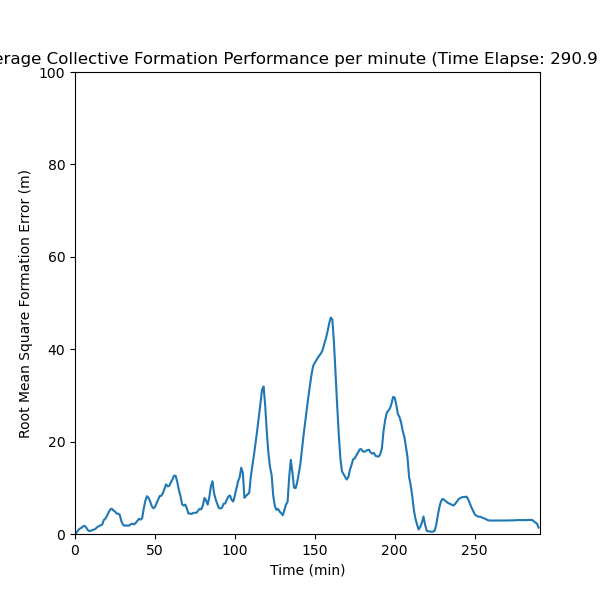 erage Collective Formation Performance per minute (Time Elapse: 290.9
100
80
60
40
20
0
Root Mean Square Formation Error (m)
0 50 100 150 200 250
Time (min)